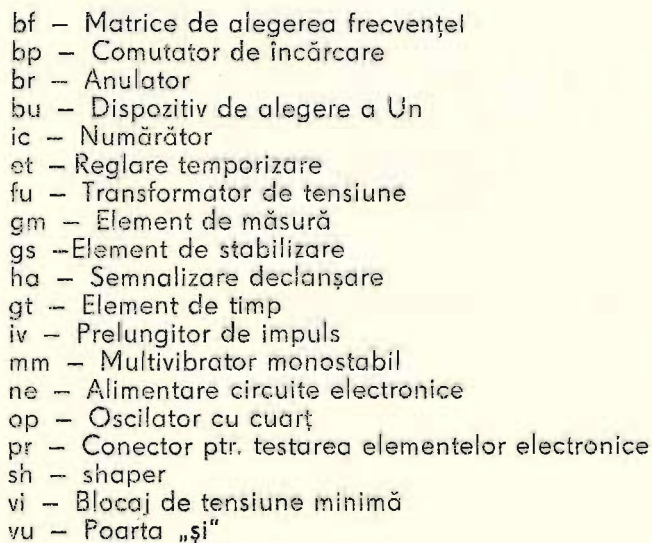 bf — Matrice de alegerea frecvenței
bp — Comutator de încărcare
br — Anulator
bu — Dispozitiv de alegere a Un
ic — Numărător
et — Reglare temporizare
fu — Transformator de tensiune
gm — Element de măsură
gs —Element de stabilizare
ha — Semnalizare declanșare
gt — Element de timp
iv — Prelungitor de impuls
mm — Multivibrator monostabil
ne — Alimentare circuite electronice
op — Oscilator cu cuarț
pr — Conector ptr. testarea elementelor electronice
sh — shaper
vi — Blocaj de tensiune minimă
vu — Poarta „și“